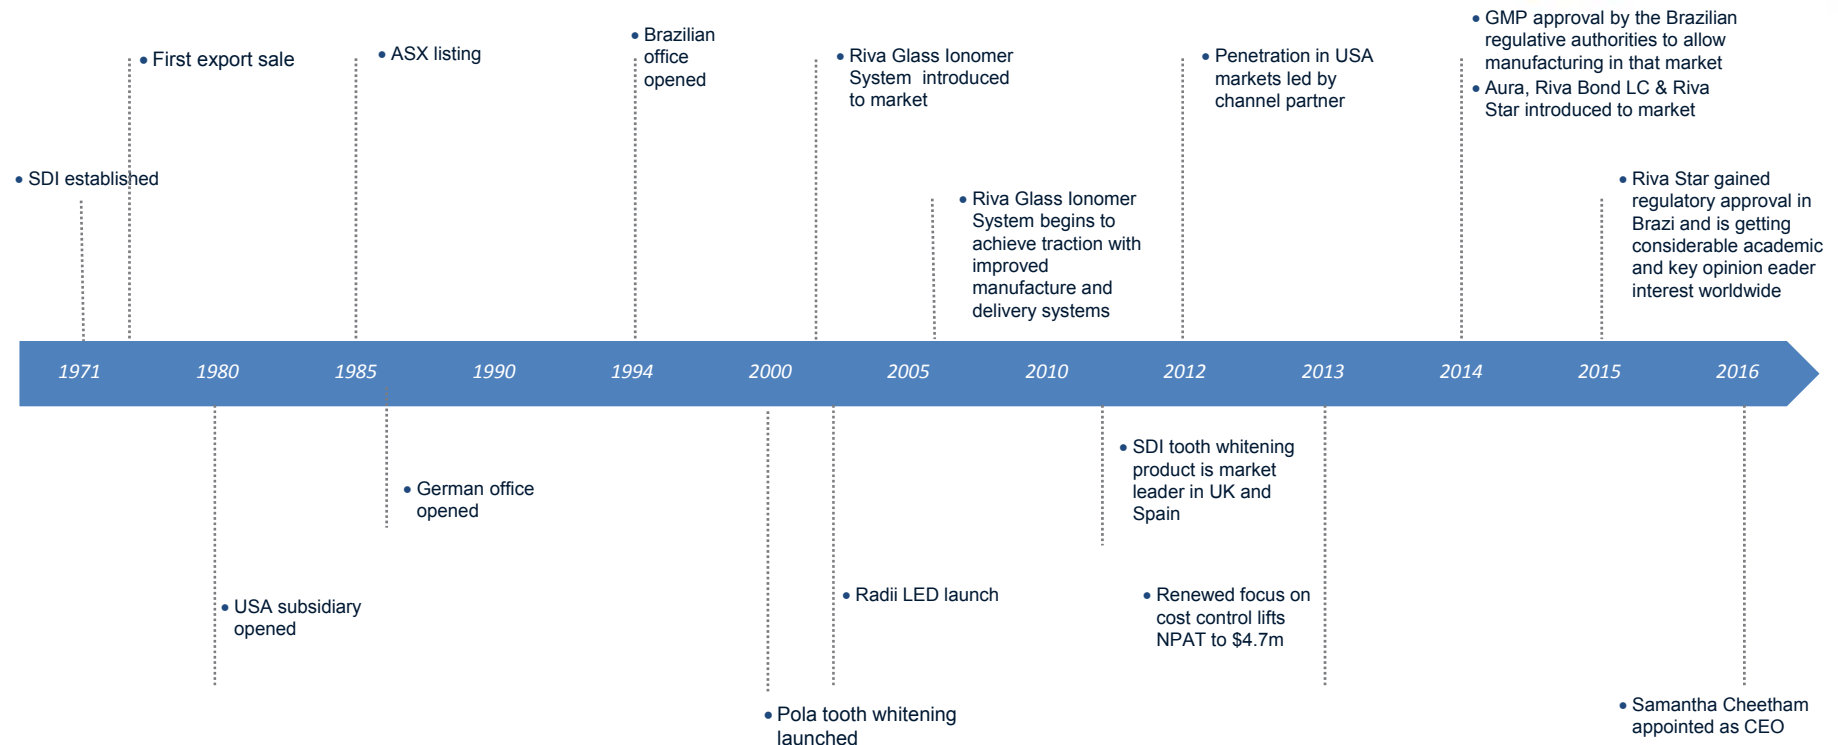 • GMP approval by the Brazilian
regulative authorities to allow
manufacturing in that market
• Aura, Riva Bond LC & Riva
Star introduced to market
• Brazilian
office
opened
• First export sale
• ASX listing
• Riva Glass Ionomer
System introduced
to market
• Penetration in USA
markets led by
channel partner
• SDI established
• Riva Glass Ionomer
System begins to
achieve traction with
improved
manufacture and
delivery systems
• Riva Star gained
regulatory approval in
Brazi and is getting
considerable academic
and key opinion eader
interest worldwide
1971 1980 1985 1990 1994 2000 2005 2010 2012 2013 2014 2015 2016
• German office
opened
• SDI tooth whitening
product is market
leader in UK and
Spain
• USA subsidiary
opened
• Radii LED launch
• Renewed focus on
cost control lifts
NPAT to $4.7m
• Pola tooth whitening
launched
• Samantha Cheetham
appointed as CEO